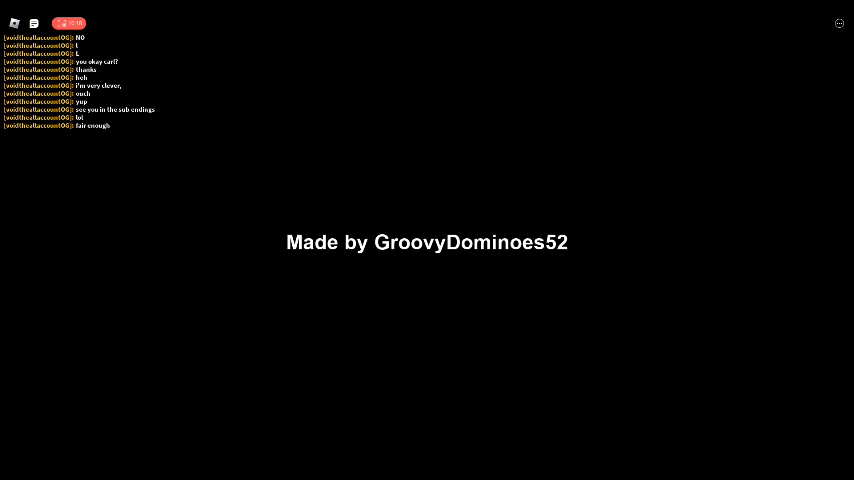 [voidtheallaccountOG]: NO
[voidtheallaccountOG]: t
[voidtheallaccountOG]: L
[voidtheallaccountOG]: you okay carl?
[voidtheallaccountOG]: thanks
[voidtheallaccountOG]: heh
[voidtheallaccountOG]: i'm very clever,
[voidtheallaccountOG]: ouch
[voidtheallaccountOG]: yup
[voidtheallaccountOG]: see you in the sub endings
[voidtheallaccountOG]: lol
[voidtheallaccountOG]: fair enough
Made by GroovyDominoes52